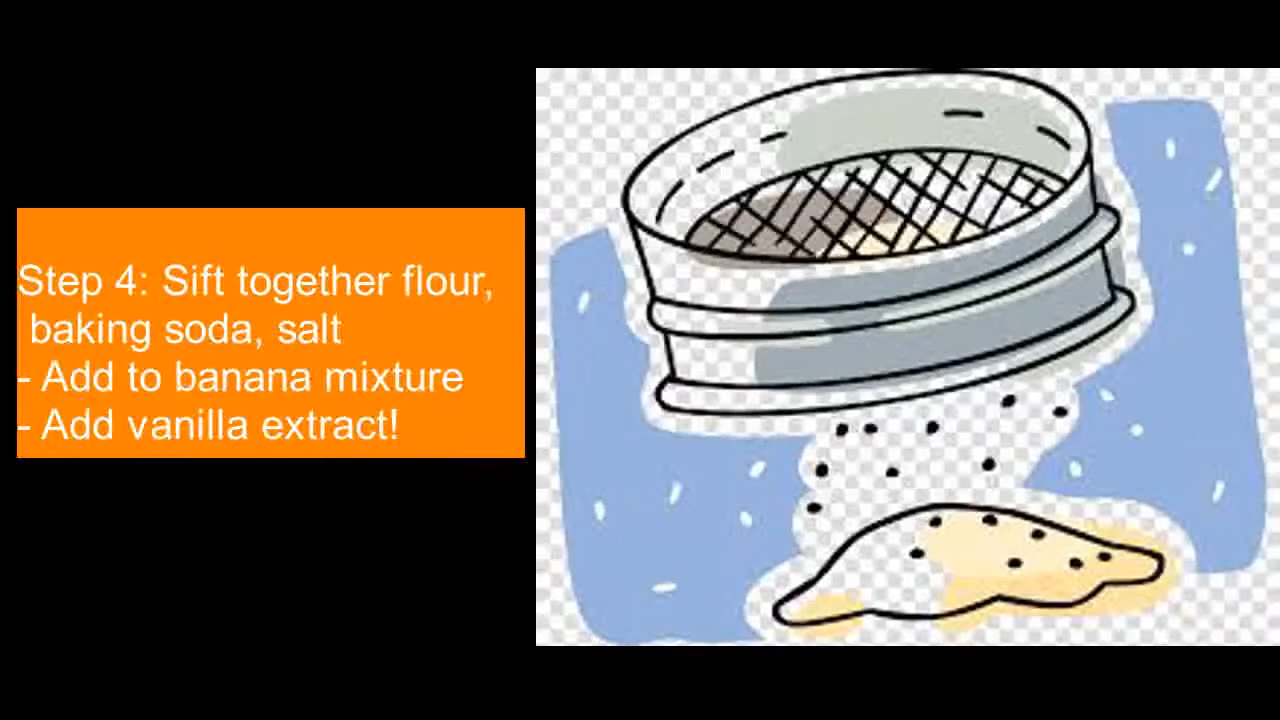 Step 4: Sift together flour,
baking soda, salt
- Add to banana mixture
- Add vanilla extract!